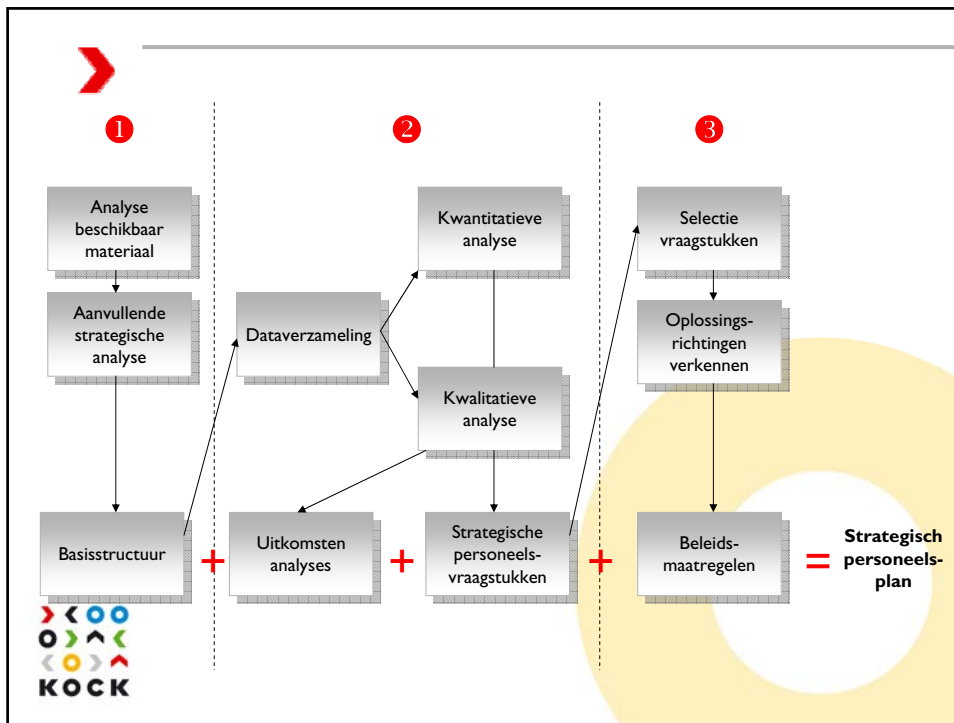 1
2
3
Analyse
beschikbaar
materiaal
Aanvullende
strategische
analyse
Basisstructuur
+
Dataverzameling
Kwantitatieve
analyse
Kwalitatieve
analyse
Uitkomsten
analyses
+
Strategische
personeels-
vraagstukken
+
Selectie
vraagstukken
Oplossings-
richtingen
verkennen
Beleids-
maatregelen
=
Strategisch
personeels-
plan
KOCK